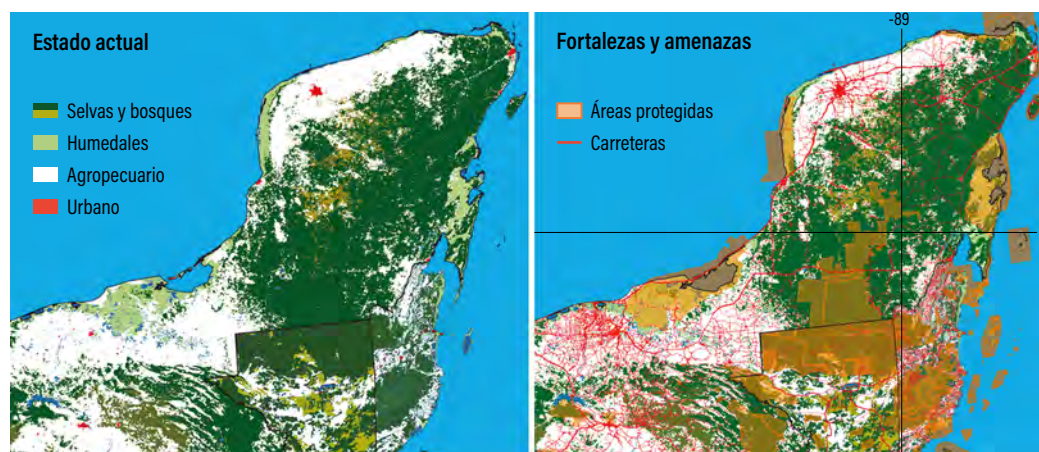 Estado actual
Selvas y bosques
Humedales
Agropecuario
Urbano
Fortalezas y amenazas
Áreas protegidas
Carreteras
-89